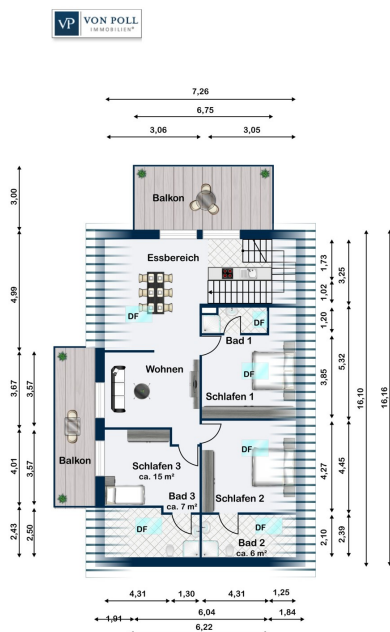 VP VON POLL
IMMOBILIEN®
7,26
6,75
3,06 3,05
3,00
Balkon
Essbereich
4,99
1,73
3,25
1,02
DF
DF
1,20
Bad 1
Wohnen
DF
5,32
3,85
3,67
3,57
Schlafen 1
16,10
16,16
Schlafen 3
ca. 15 m²
DF
4,01
3,57
Balkon
4,27
4,45
Bad 3
ca. 7 m²
Schlafen 2
2,43
2,50
DF
DF
Bad 2
ca. 6 m²
2,10
2,39
4,31 1,30 4,31 1,25
1,91 6,04 1,84
6,22